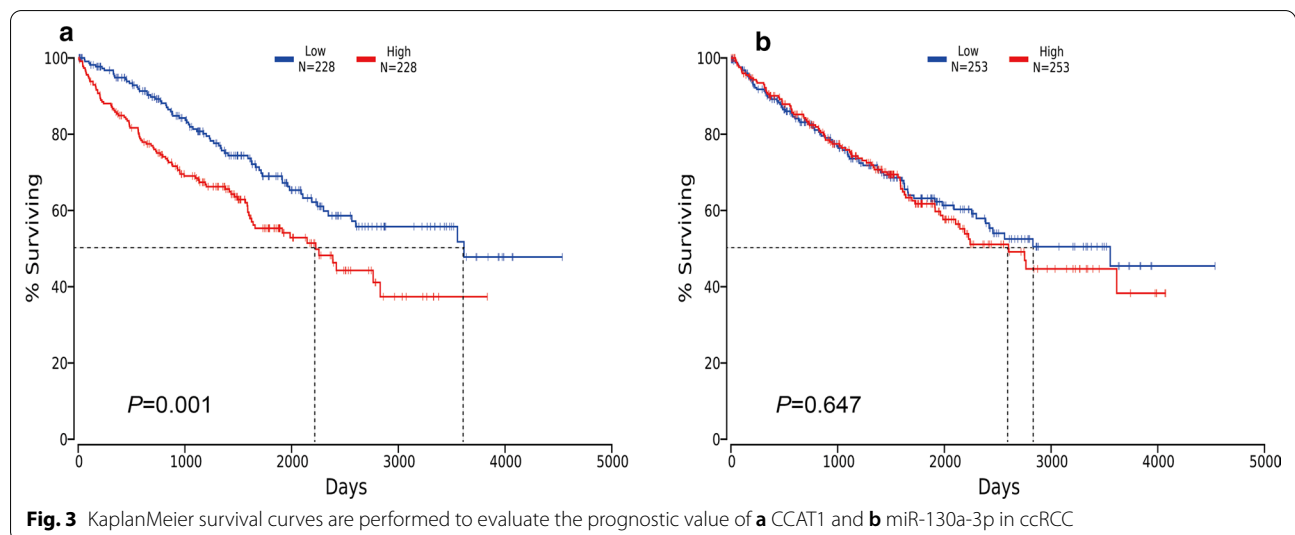 a
Low
N=228
High
N=228
100
80
60
40
20
0
% Surviving
P=0.001
0 1000 2000 3000 4000 5000
Days
b
Low
N=253
High
N=253
100
80
60
40
20
0
% Surviving
P=0.647
0 1000 2000 3000 4000 5000
Days
Fig. 3 KaplanMeier survival curves are performed to evaluate the prognostic value of a CCAT1 and b miR-130a-3p in ccRCC